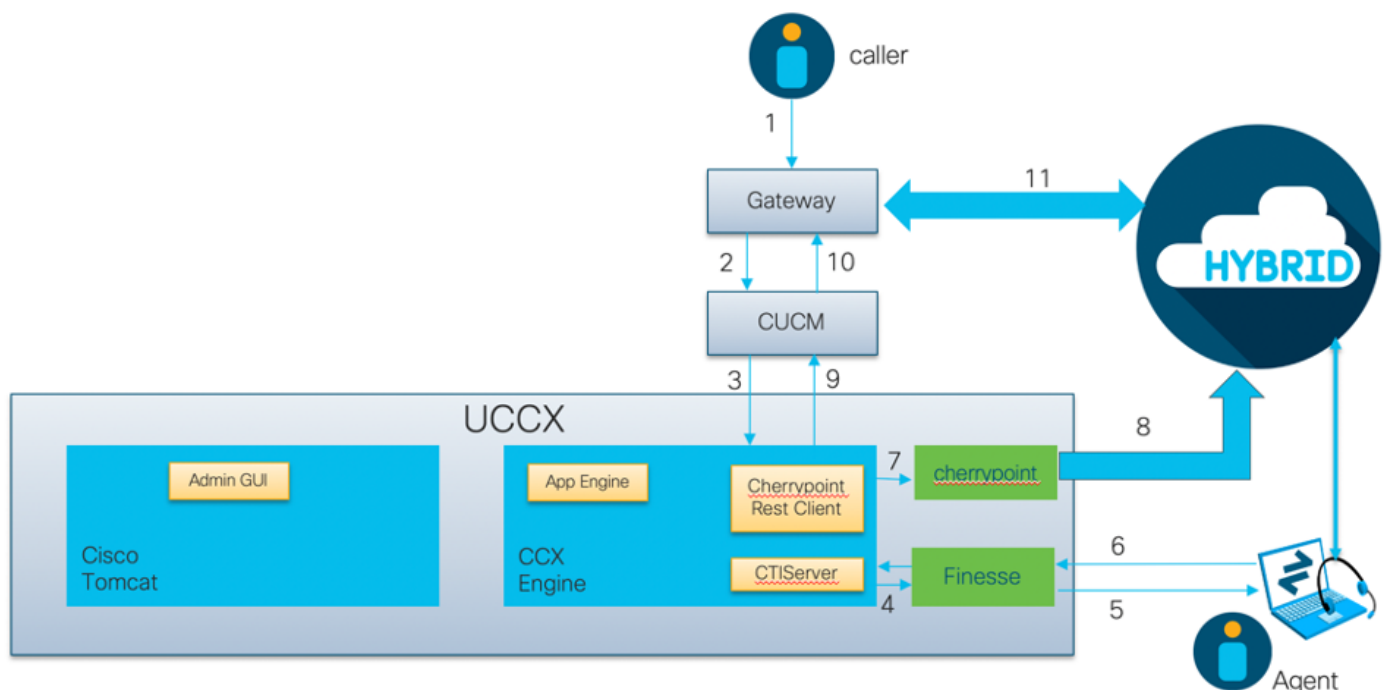 caller
1
Gateway
11
HYBRID
2
10
CUCM
3
9
UCCX
8
Admin GUI
App Engine
Cherrypoint
Rest Client
7
cherrypoint
Cisco
Tomcat
CCX
Engine
CTIServer
Finesse
6
4
5
Agent